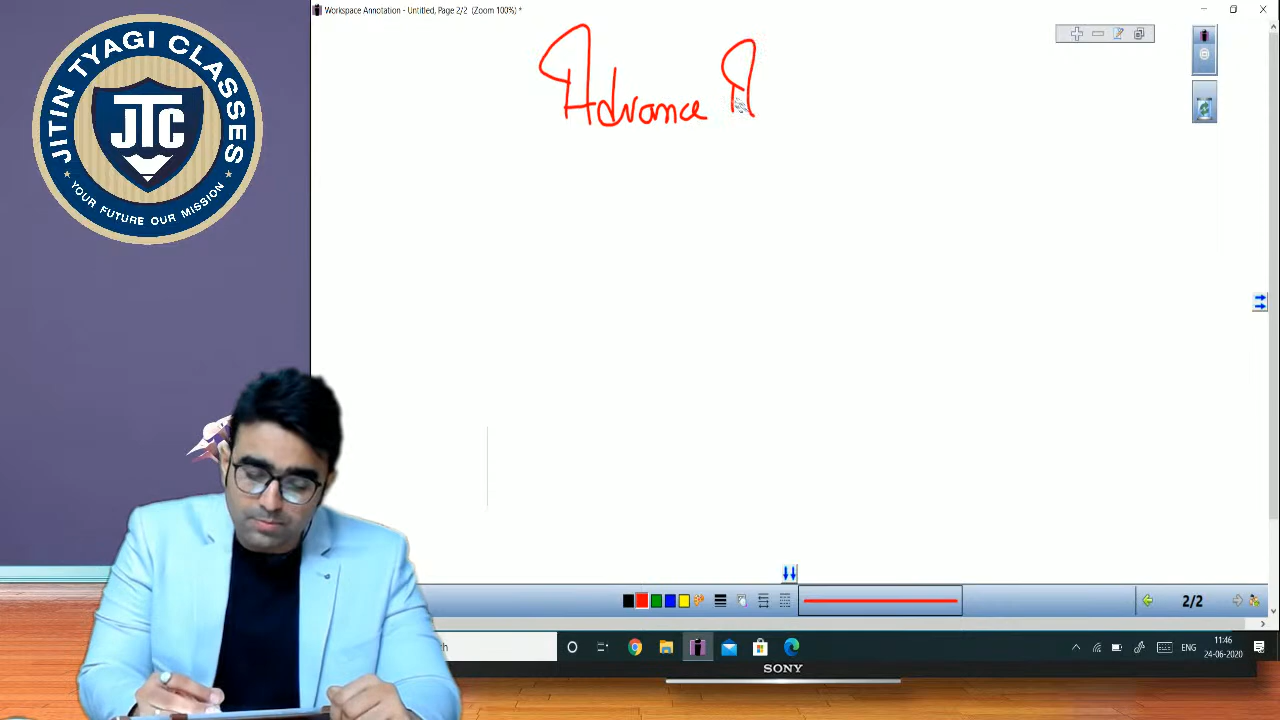 Workspace Annotation - Untitled, Page 2/2 (Zoom 100%) *
JITIN TYAGI CLASSES
JTC
YOUR FUTURE OUR MISSION
Advance A
2/2
11:46
ENG
24-06-2020
SONY